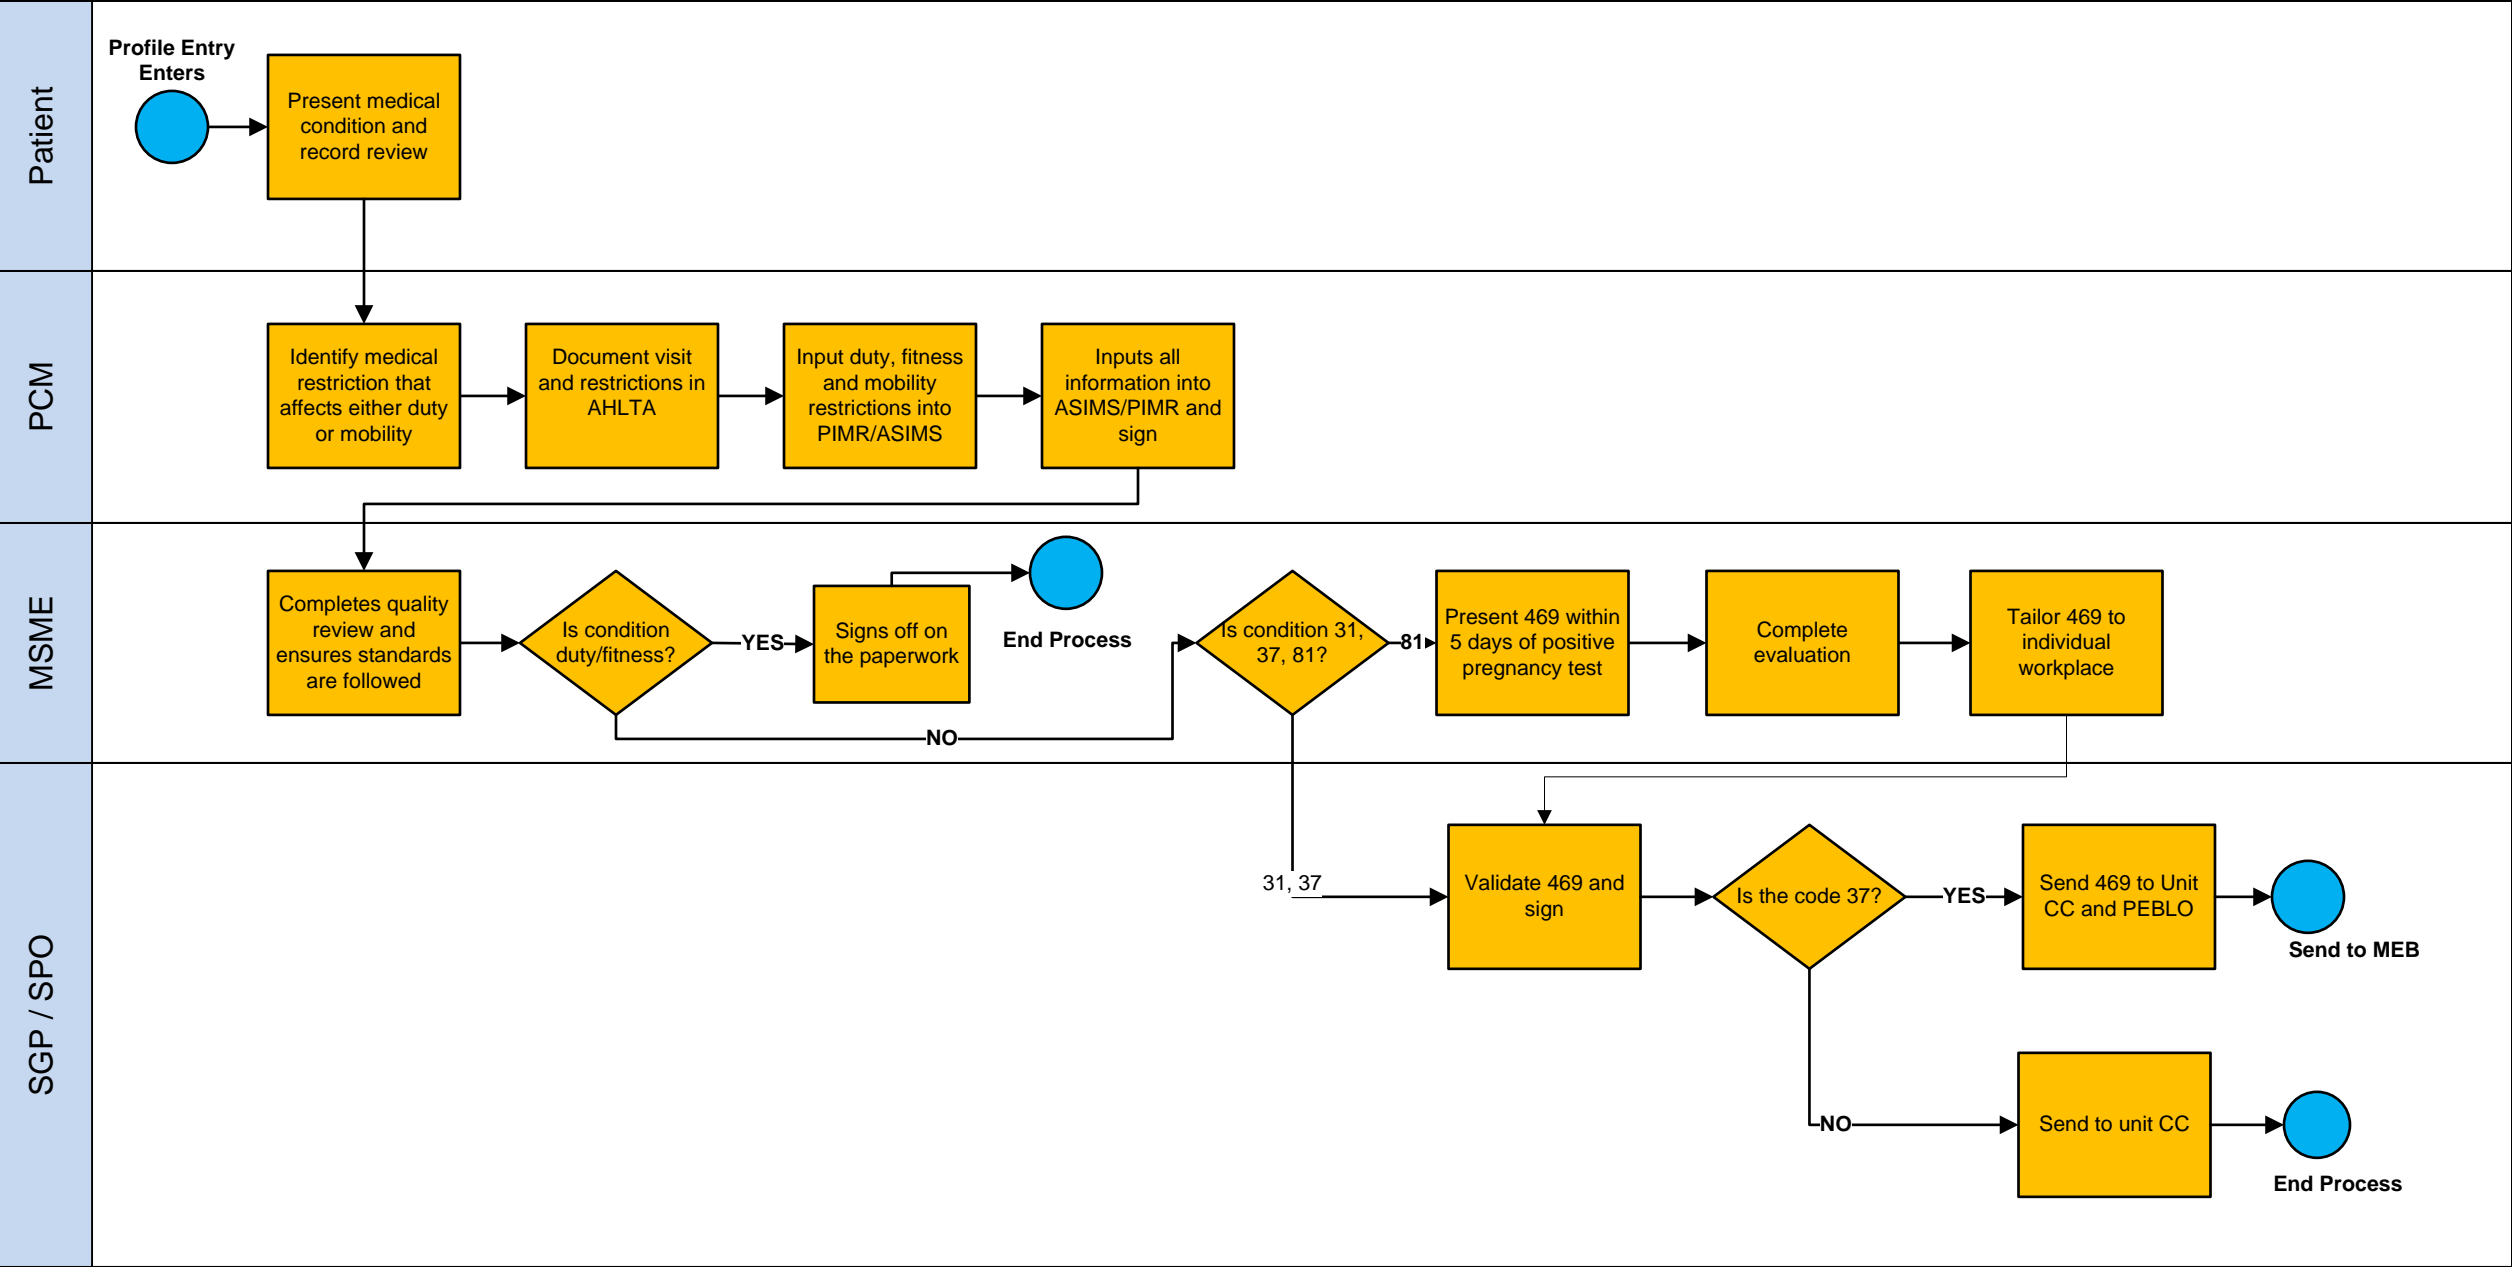 Patient
Profile Entry
Enters
Present medical
condition and
record review
PCM
Identify medical
restriction that
affects either duty
or mobility
Document visit
and restrictions in
AHLTA
Input duty, fitness
and mobility
restrictions into
PIMR/ASIMS
Inputs all
information into
ASIMS/PIMR and
sign
MSME
Completes quality
review and
ensures standards
are followed
Is condition
duty/fitness?
YES
Signs off on
the paperwork
End Process
NO
Is condition 31,
37, 81?
81
Present 469 within
5 days of positive
pregnancy test
Complete
evaluation
Tailor 469 to
individual
workplace
SGP / SPO
31, 37
Validate 469 and
sign
Is the code 37?
YES
Send 469 to Unit
CC and PEBLO
Send to MEB
NO
Send to unit CC
End Process